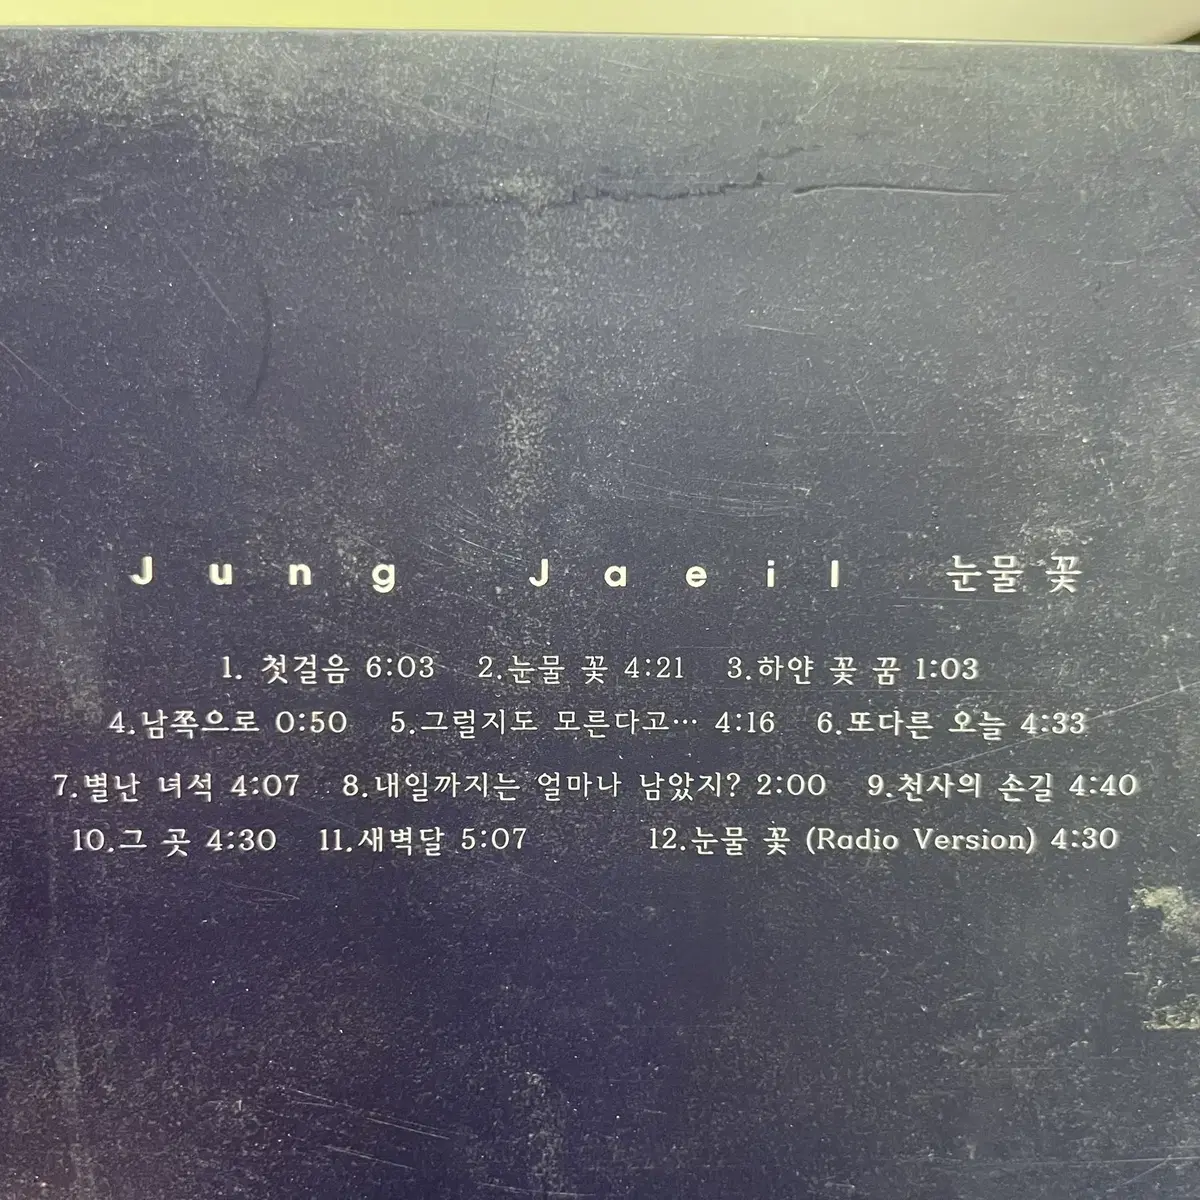 Jung Jaeil 눈물 꽃
1. 첫걸음 6:03 2.눈물 꽃 4:21 3.하얀 꽃 꿈 1:03
4.남쪽으로 0:50 5.그럴지도 모른다고… 4:16 6.또다른 오늘 4:33
7.별난 녀석 4:07 8.내일까지는 얼마나 남았지? 2:00 9.천사의 손길 4:40
10.그 곳 4:30 11.새벽달 5:07 12.눈물 꽃 (Radio Version) 4:30